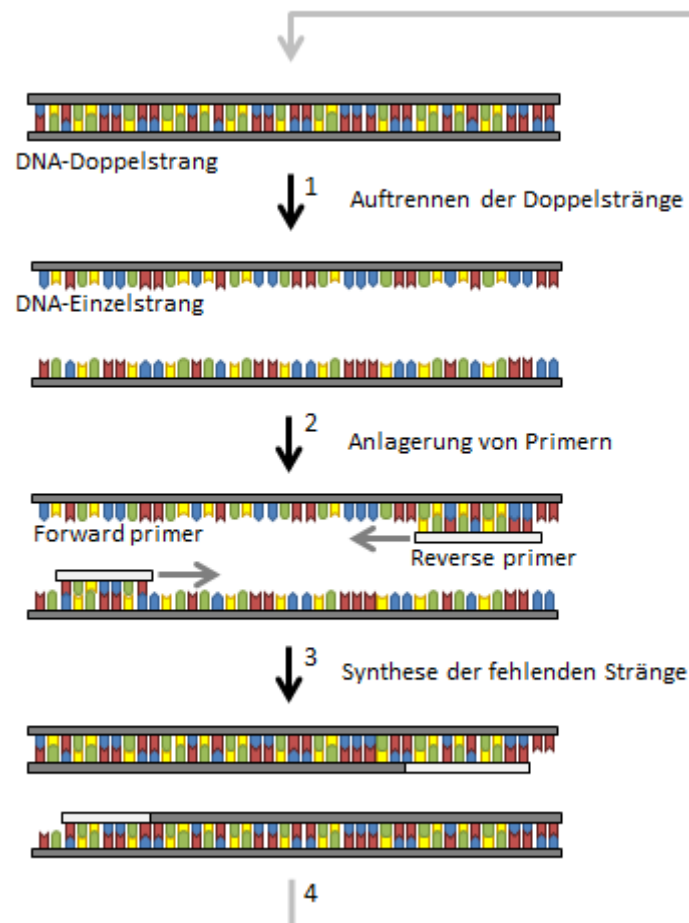 DNA-Doppelstrang
1 Auftrennen der Doppelstränge
DNA-Einzelstrang
2 Anlagerung von Primern
Forward primer
Reverse primer
3 Synthese der fehlenden Stränge
4